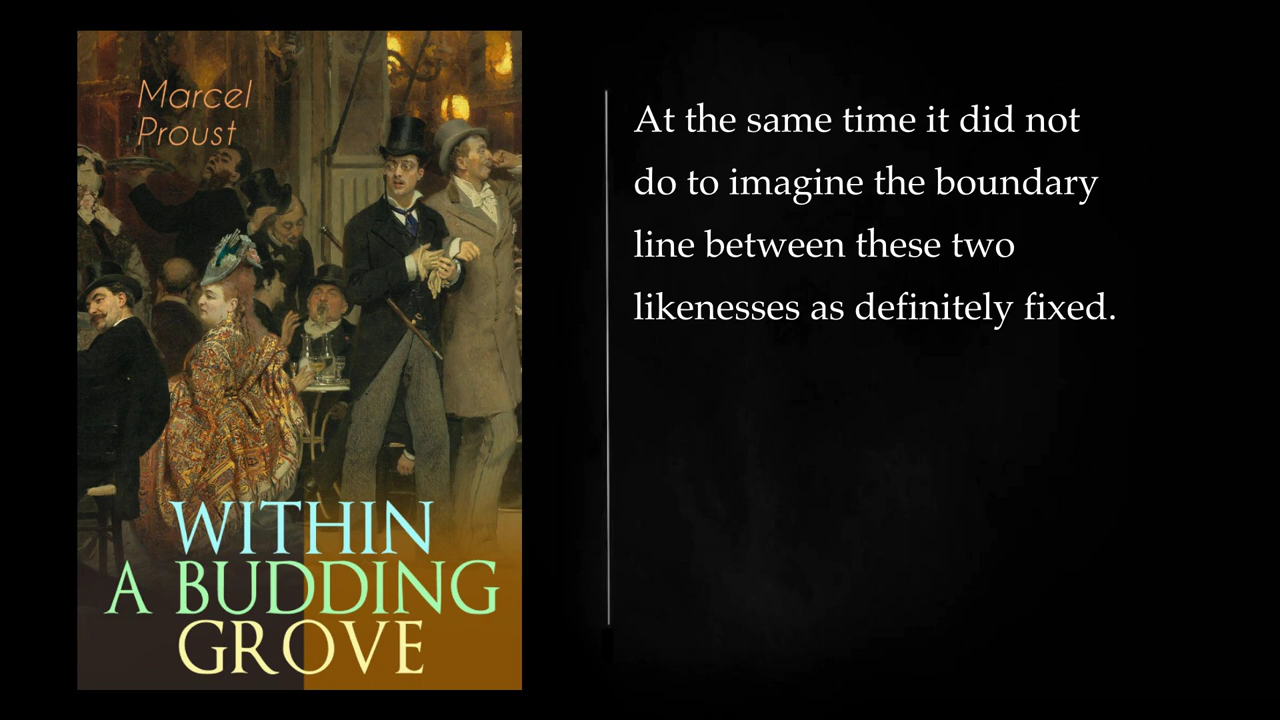 Marcel
Proust
WITHIN
A BUDDING
GROVE
At the same time it did not
do to imagine the boundary
line between these two
likenesses as definitely fixed.